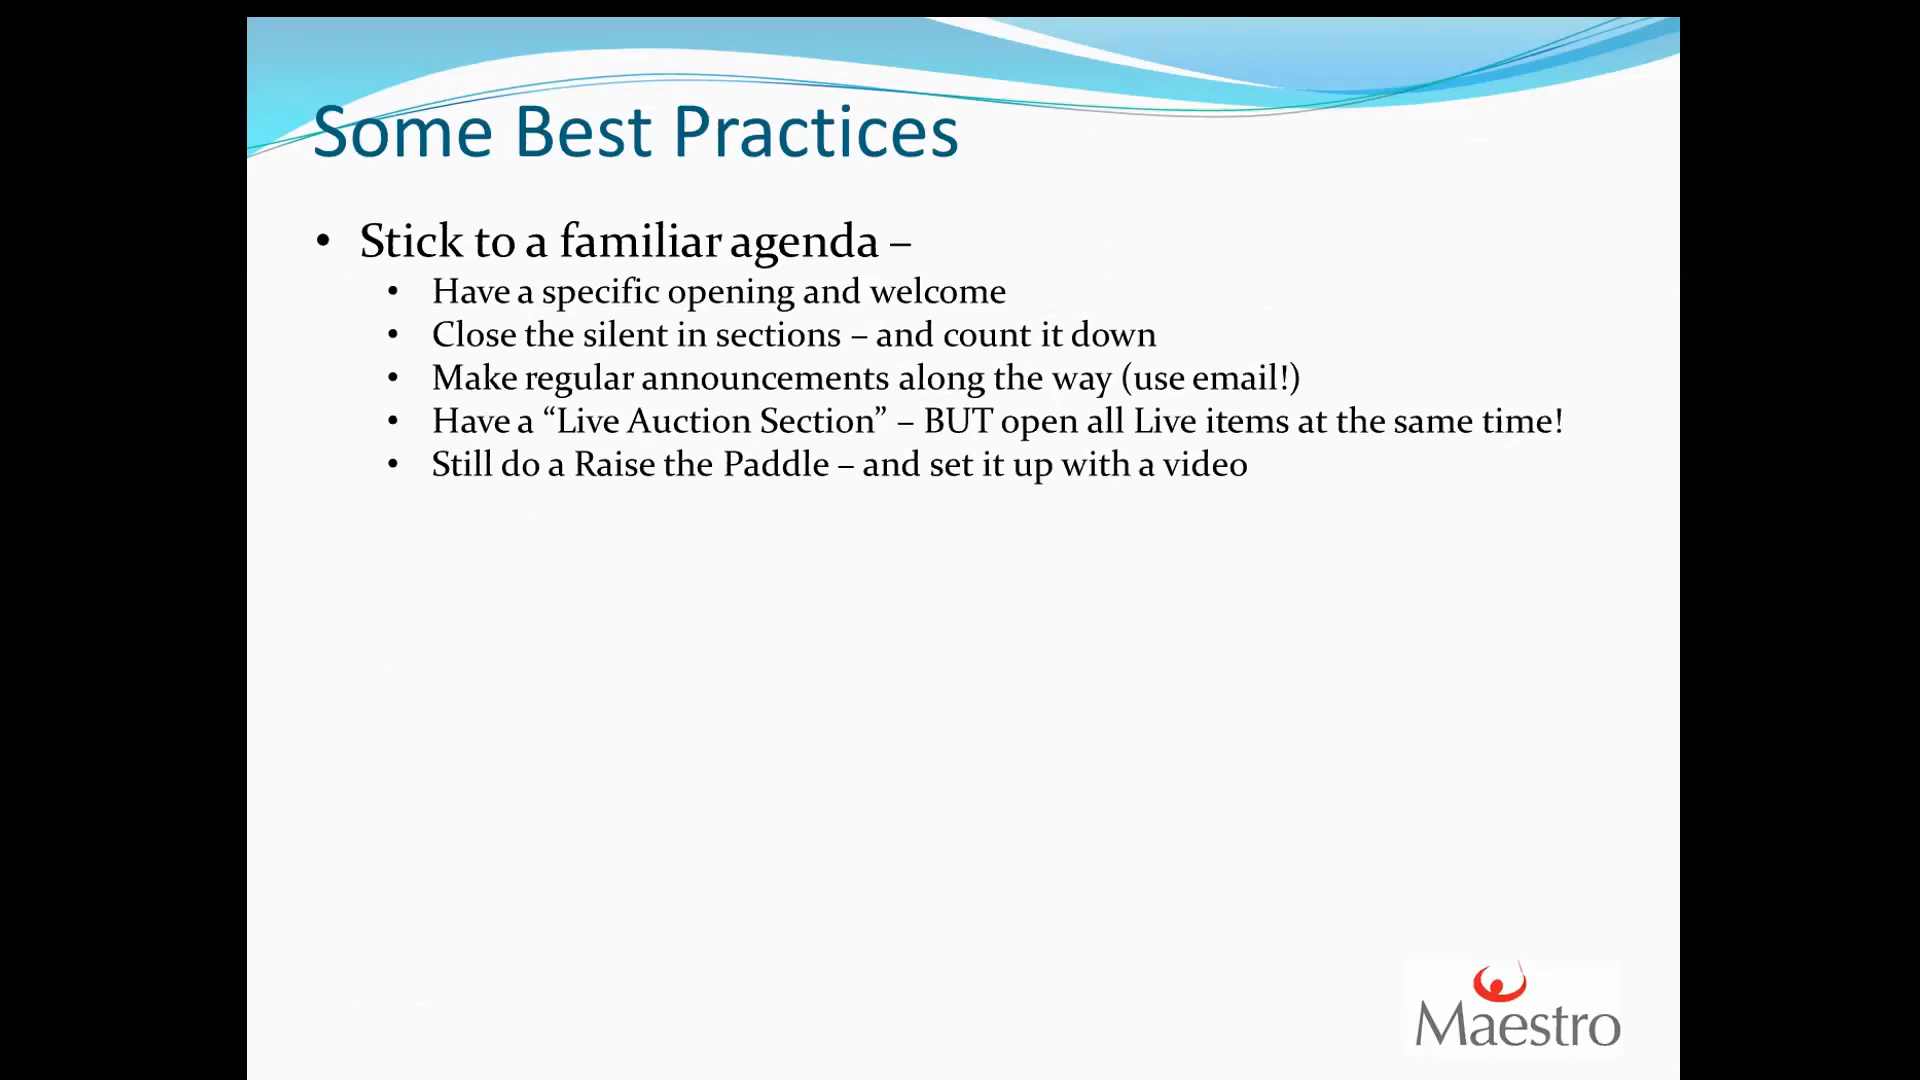 Some Best Practices
• Stick to a familiar agenda –
• Have a specific opening and welcome
• Close the silent in sections – and count it down
• Make regular announcements along the way (use email!)
• Have a “Live Auction Section” – BUT open all Live items at the same time!
• Still do a Raise the Paddle – and set it up with a video
Maestro